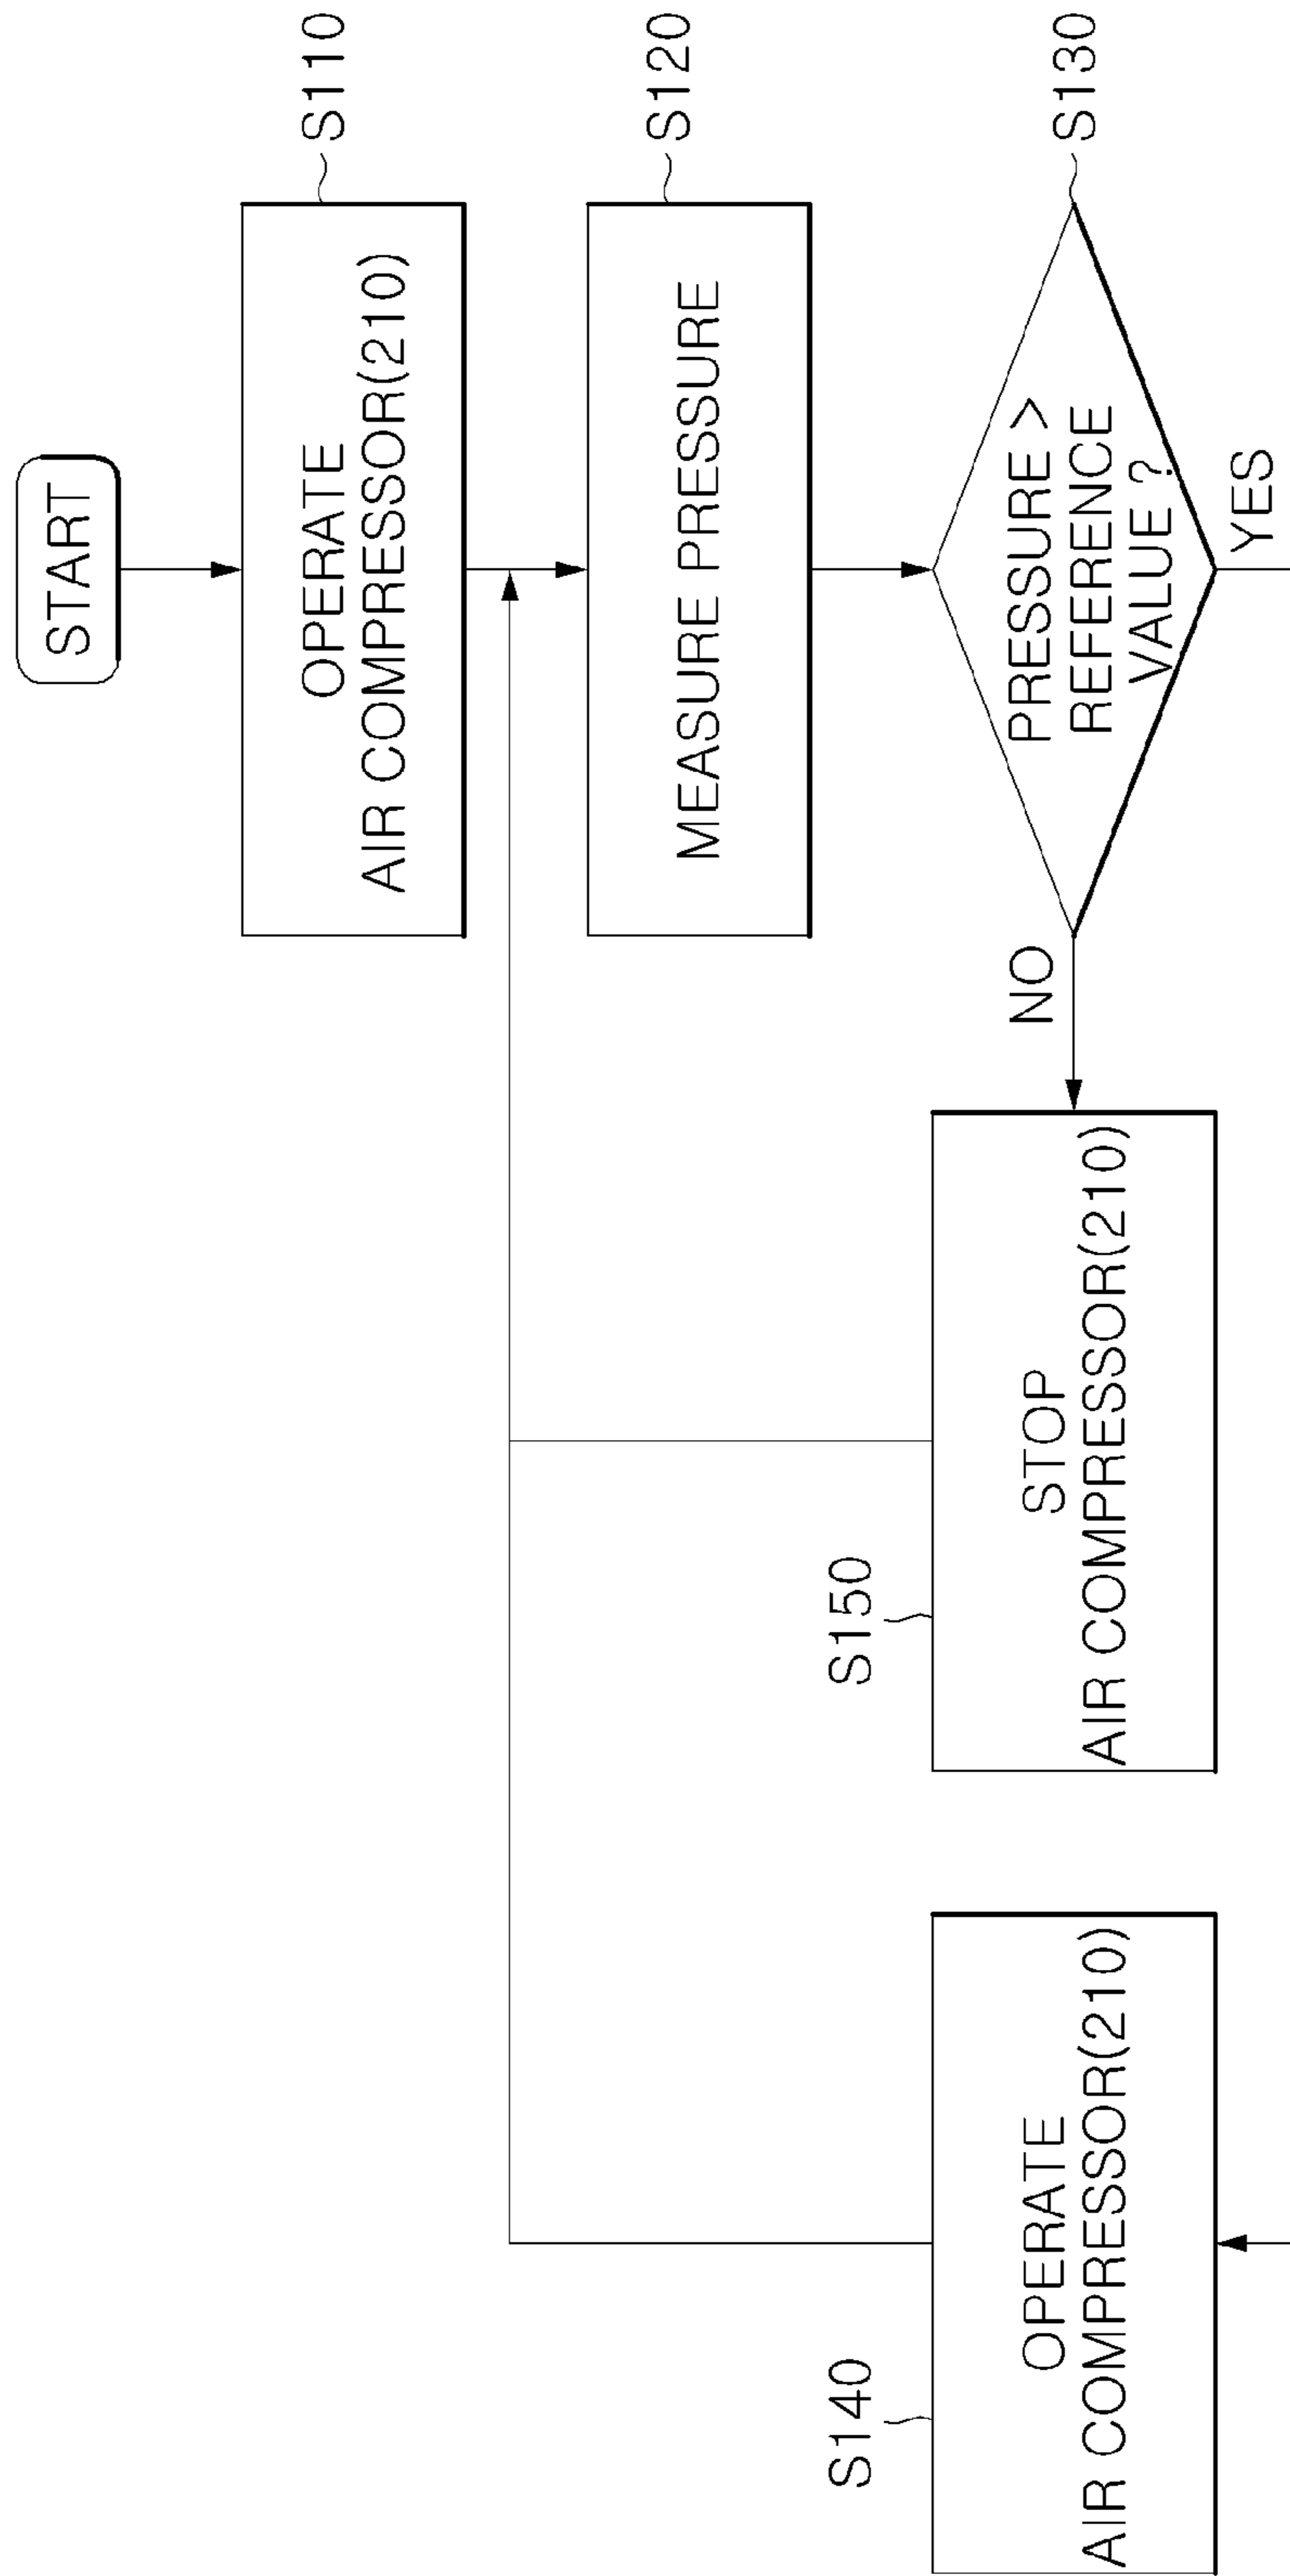 START
OPERATE
AIR COMPRESSOR(210)
S110
MEASURE PRESSURE
S120
PRESSURE >
REFERENCE
VALUE ?
S130
NO
YES
STOP
AIR COMPRESSOR(210)
S150
OPERATE
AIR COMPRESSOR(210)
S140